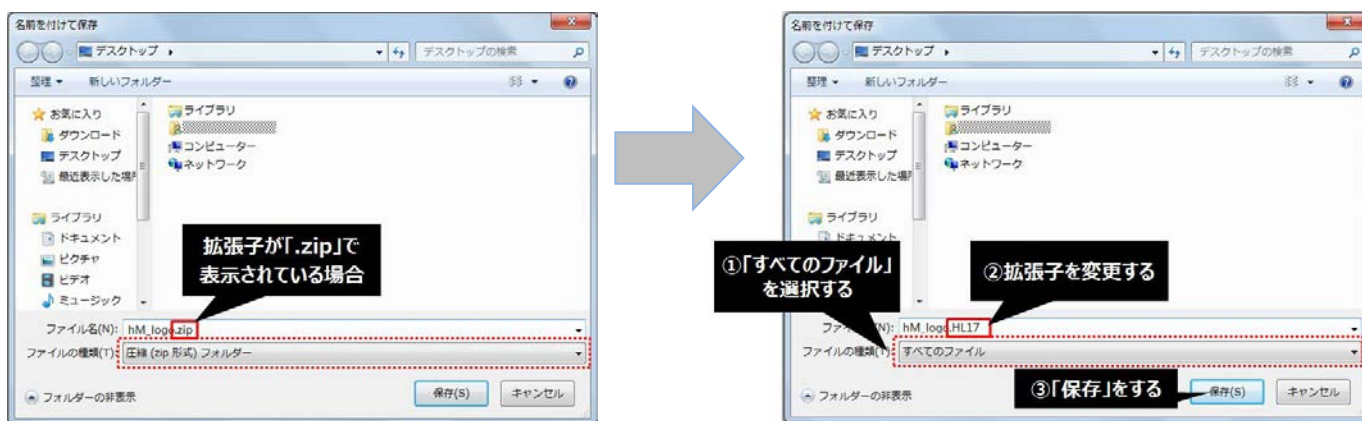 名前を付けて保存
デスクトップ
デスクトップの検索
整理
新しいフォルダー
お気に入り
ダウンロード
デスクトップ
最近表示した場所
ライブラリ
ドキュメント
ピクチャ
ビデオ
ミュージック
ライブラリ
コンピューター
ネットワーク
拡張子が「.zip」で
表示されている場合
ファイル名(N): hM_logo.zip
ファイルの種類(T): 圧縮 (zip 形式) フォルダー
フォルダーの非表示
保存(S)
キャンセル
名前を付けて保存
デスクトップ
デスクトップの検索
整理
新しいフォルダー
お気に入り
ダウンロード
デスクトップ
最近表示した場所
ライブラリ
ドキュメント
ライブラリ
コンピューター
ネットワーク
①「すべてのファイル」
を選択する
②拡張子を変更する
(N): hM_logo.HL17
ファイルの種類(T) すべてのファイル
③「保存」をする
フォルダーの非表示
保存(S)
キャンセル